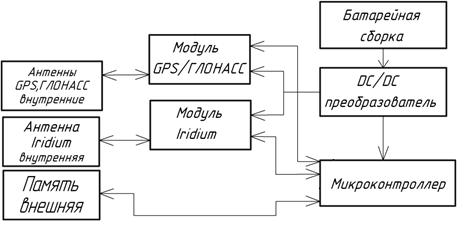 Батарейная
сборка
Модуль
GPS/ГЛОНАСС
Антенны
GPS,ГЛОНАСС
внутренние
DC/DC
преобразователь
Модуль
Iridium
Антенна
Iridium
внутренняя
Память
внешняя
Микроконтроллер